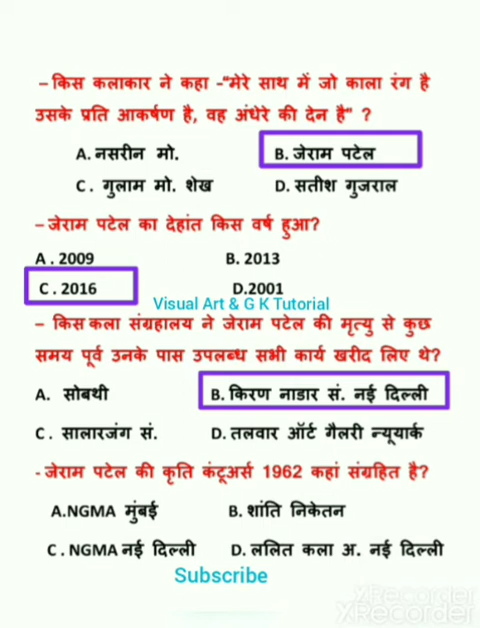 – किस कलाकार ने कहा -"मेरे साथ में जो काला रंग है
उसके प्रति आकर्षण है, वह अंधेरे की देन है" ?
A. नसरीन मो. B. जेराम पटेल
C. गुलाम मो. शेख D. सतीश गुजराल
– जेराम पटेल का देहांत किस वर्ष हुआ?
A. 2009 B. 2013
C. 2016 D.2001
Visual Art & G K Tutorial
– किस कला संग्रहालय ने जेराम पटेल की मृत्यु से कुछ
समय पूर्व उनके पास उपलब्ध सभी कार्य खरीद लिए थे?
A. सोबथी B. किरण नाडार सं. नई दिल्ली
C. सालारजंग सं. D. तलवार ऑर्ट गैलरी न्यूयार्क
- जेराम पटेल की कृति कंटूअर्स 1962 कहां संग्रहित है?
A.NGMA मुंबई B. शांति निकेतन
C. NGMA नई दिल्ली D. ललित कला अ. नई दिल्ली
Subscribe
XRecorder
XRecorder